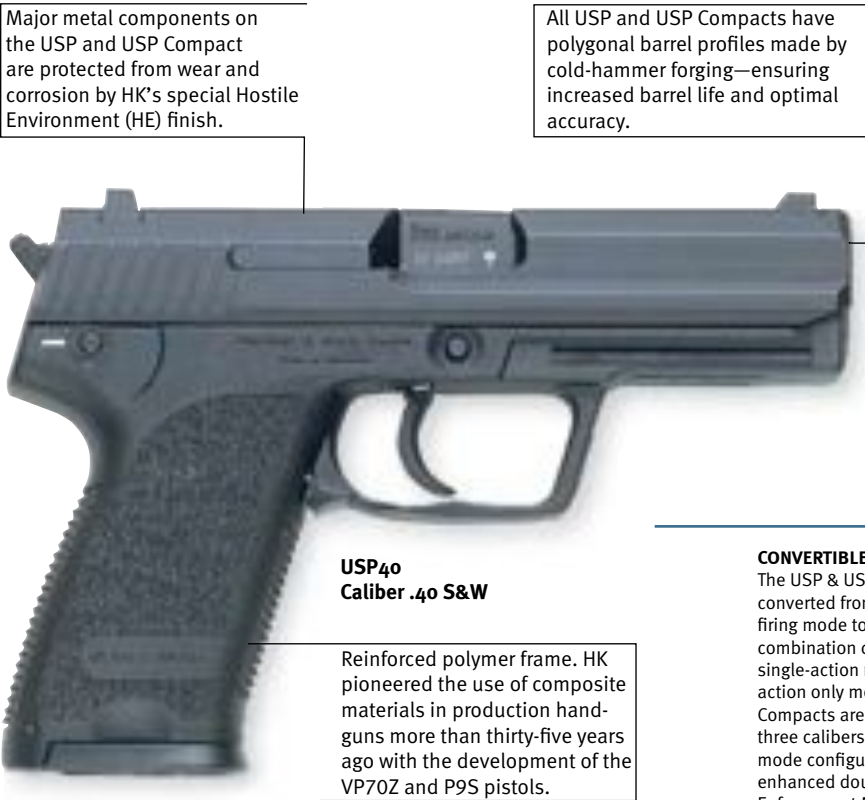 Major metal components on
the USP and USP Compact
are protected from wear and
corrosion by HK's special Hostile
Environment (HE) finish.
All USP and USP Compacts have
polygonal barrel profiles made by
cold-hammer forging—ensuring
increased barrel life and optimal
accuracy.
USP40
Caliber .40 S&W
Reinforced polymer frame. HK
pioneered the use of composite
materials in production hand-
guns more than thirty-five years
ago with the development of the
VP70Z and P9S pistols.
CONVERTIBLE
The USP & US
converted from
firing mode to
combination
single-action
action only
Compacts are
three calibers
mode
enhanced